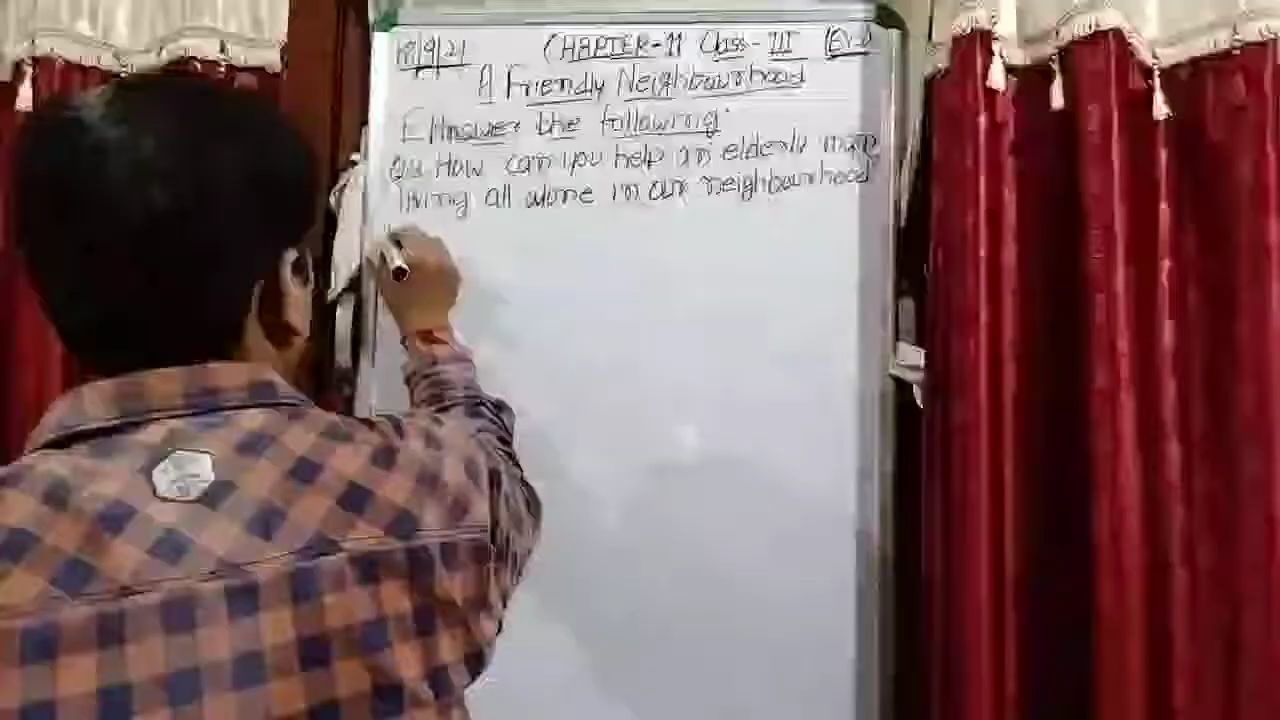 18/9/21 CHAPTER-11 Class-III
A Friendly Neighbourhood
E Answer the following:
How can you help an elderly man
living all alone in our neighbourhood